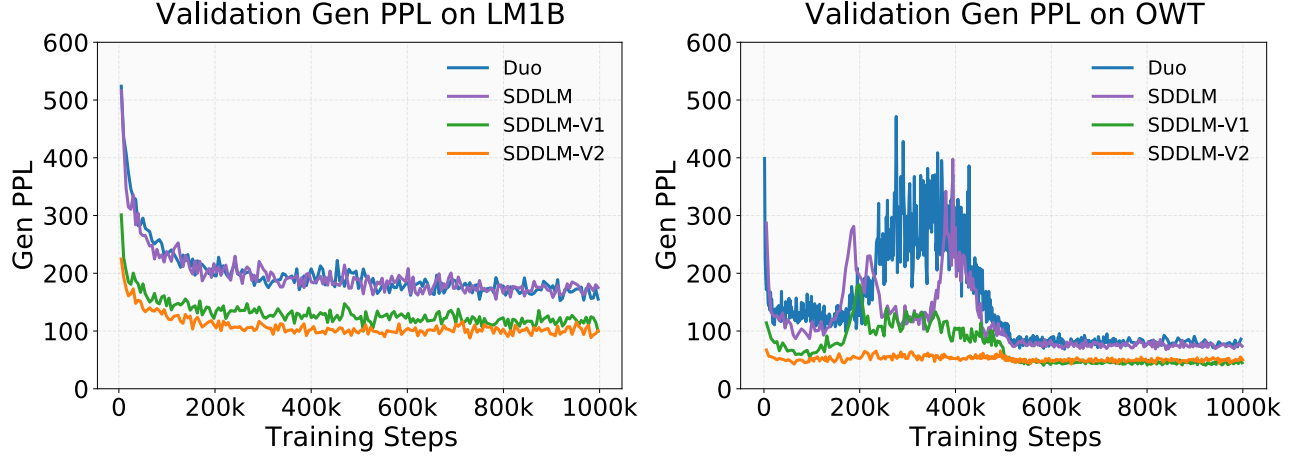 Validation Gen PPL on LM1B
600
500
400
300
200
100
0
Gen PPL
Duo
SDDLM
SDDLM-V1
SDDLM-V2
0 200k 400k 600k 800k 1000k
Training Steps
Validation Gen PPL on OWT
600
500
400
300
200
100
0
Gen PPL
Duo
SDDLM
SDDLM-V1
SDDLM-V2
0 200k 400k 600k 800k 1000k
Training Steps